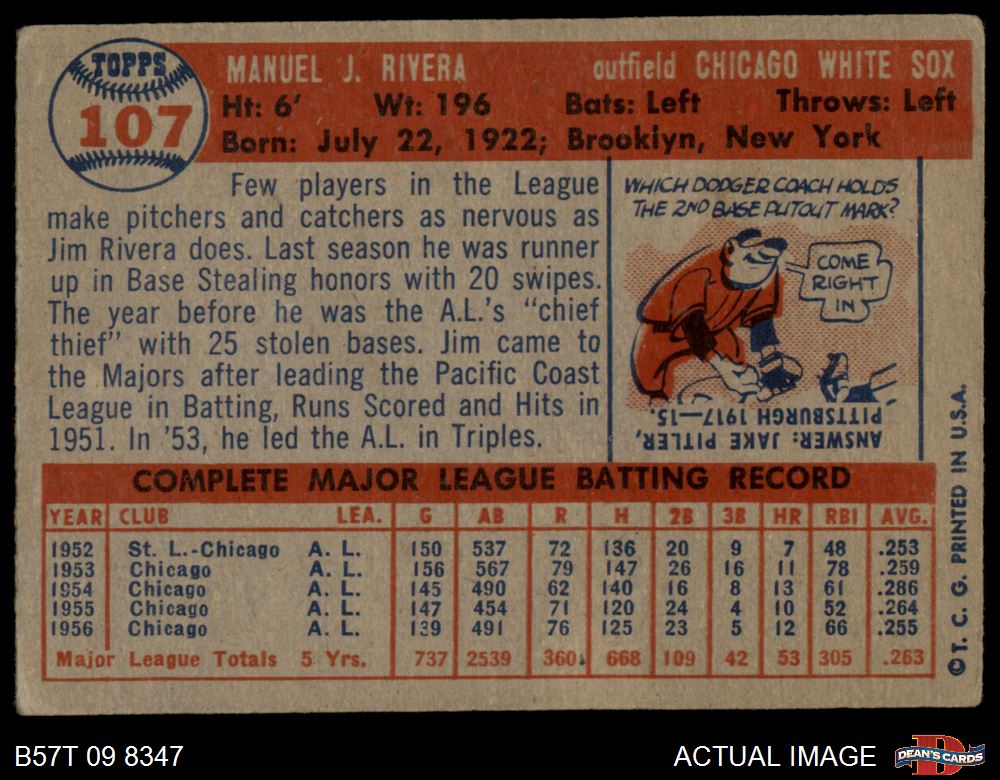 TOPPS
107
MANUEL J. RIVERA outfield CHICAGO WHITE SOX
Ht: 6' Wt: 196 Bats: Left Throws: Left
Born: July 22, 1922; Brooklyn, New York
Few players in the League
make pitchers and catchers as nervous as
Jim Rivera does. Last season he was runner
up in Base Stealing honors with 20 swipes.
The year before he was the A.L.'s "chief
thief" with 25 stolen bases. Jim came to
the Majors after leading the Pacific Coast
League in Batting, Runs Scored and Hits in
1951. In '53, he led the A.L. in Triples.
WHICH DODGER COACH HOLDS
THE 2ND BASE PUTOUT MARK?
COME
RIGHT
IN
ANSWER: JAKE PITLER,
PITTSBURGH 1917—15.
COMPLETE MAJOR LEAGUE BATTING RECORD
YEAR CLUB LEA. G AB R H 2B 3B HR RBI AVG.
1952 St. L.-Chicago A. L. 150 537 72 136 20 9 7 48 .253
1953 Chicago A. L. 156 567 79 147 26 16 11 78 .259
1954 Chicago A. L. 145 490 62 140 16 8 13 61 .286
1955 Chicago A. L. 147 454 71 120 24 4 10 52 .264
1956 Chicago A. L. 139 491 76 125 23 5 12 66 .255
Major League Totals 5 Yrs. 737 2539 360 668 109 42 53 305 .263
©T. C. G. PRINTED IN U.S.A.
B57T 09 8347
ACTUAL IMAGE
D
DEAN'S CARDS